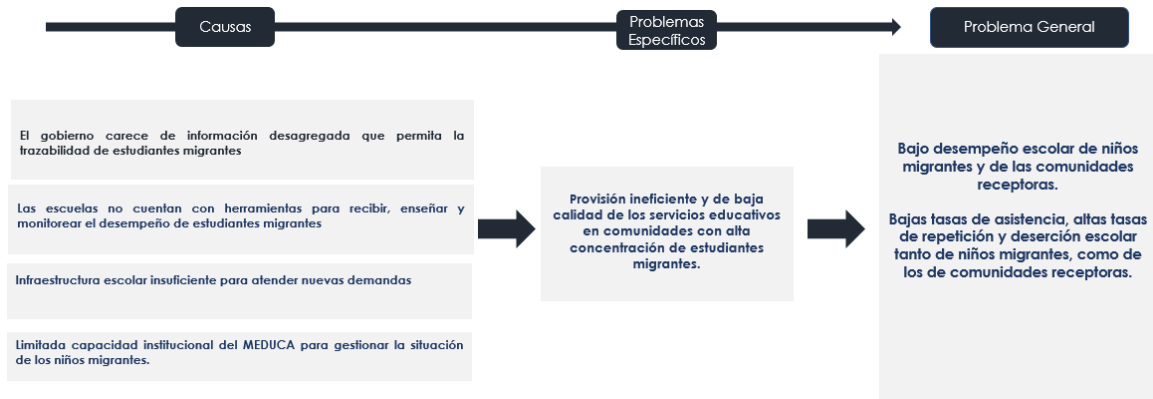 Causas
Problemas
Específicos
Problema General
El gobierno carece de información desagregada que permita la
trazabilidad de estudiantes migrantes
Las escuelas no cuentan con herramientas para recibir, enseñar y
monitorear el desempeño de estudiantes migrantes
Infraestructura escolar insuficiente para atender nuevas demandas
Limitada capacidad institucional del MEDUCA para gestionar la situación
de los niños migrantes.
Provisión ineficiente y de baja
calidad de los servicios educativos
en comunidades con alta
concentración de estudiantes
migrantes.
Bajo desempeño escolar de niños
migrantes y de las comunidades
receptoras.
Bajas tasas de asistencia, altas tasas
de repetición y deserción escolar
tanto de niños migrantes, como de
los de comunidades receptoras.